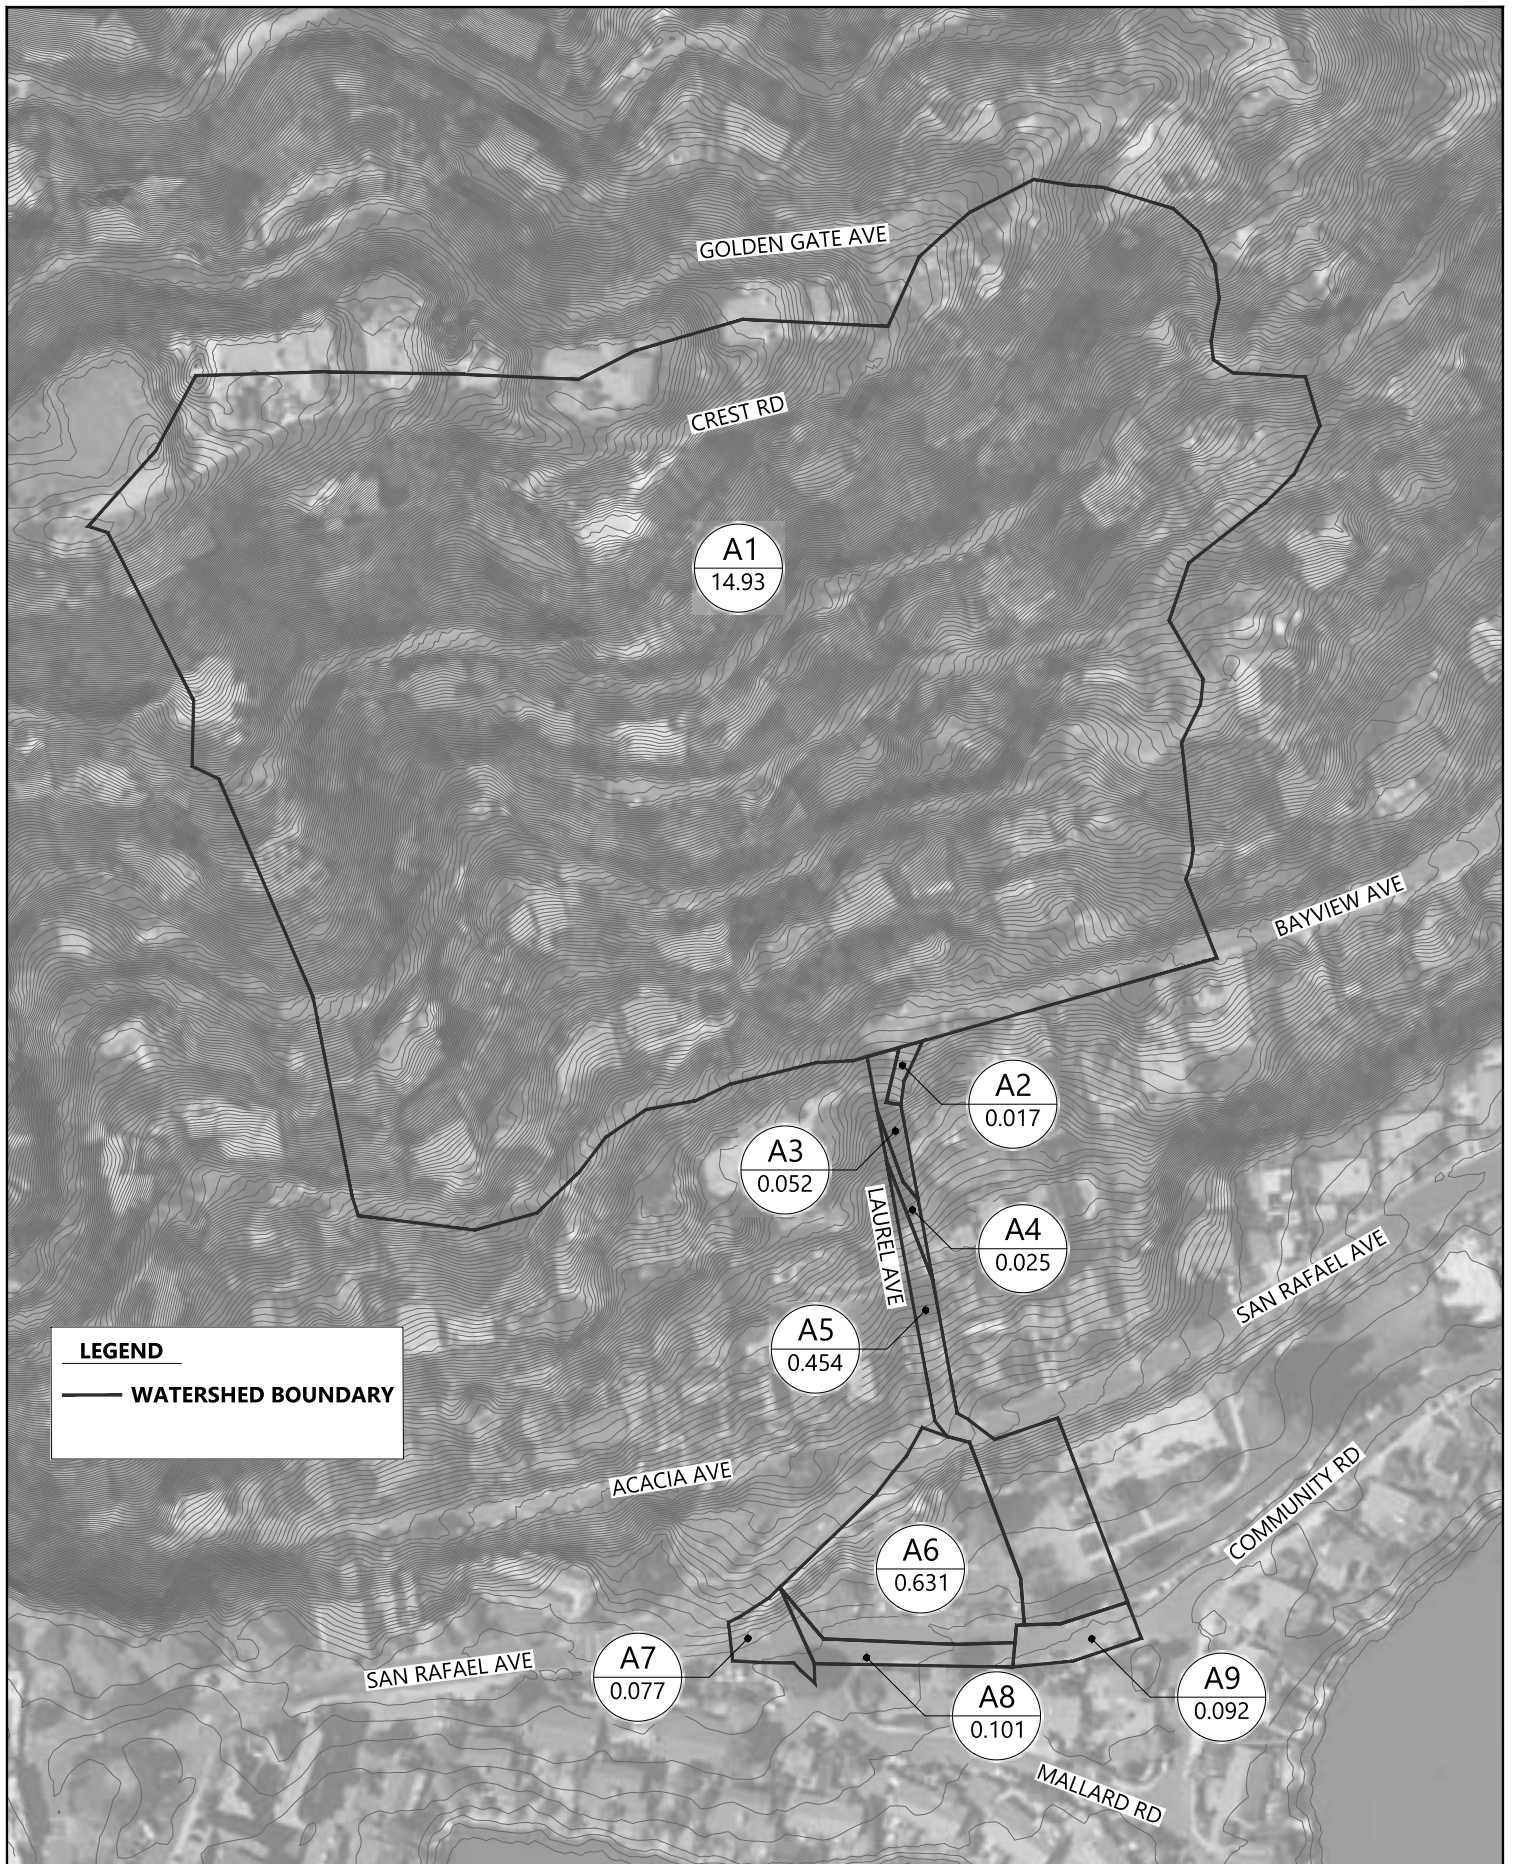 GOLDEN GATE AVE
CREST RD
A1
14.93
BAYVIEW AVE
A2
0.017
A3
0.052
LAUREL AVE
A4
0.025
SAN RAFAEL AVE
A5
0.454
LEGEND
WATERSHED BOUNDARY
ACACIA AVE
COMMUNITY RD
A6
0.631
SAN RAFAEL AVE
A7
0.077
A8
0.101
A9
0.092
MALLARD RD